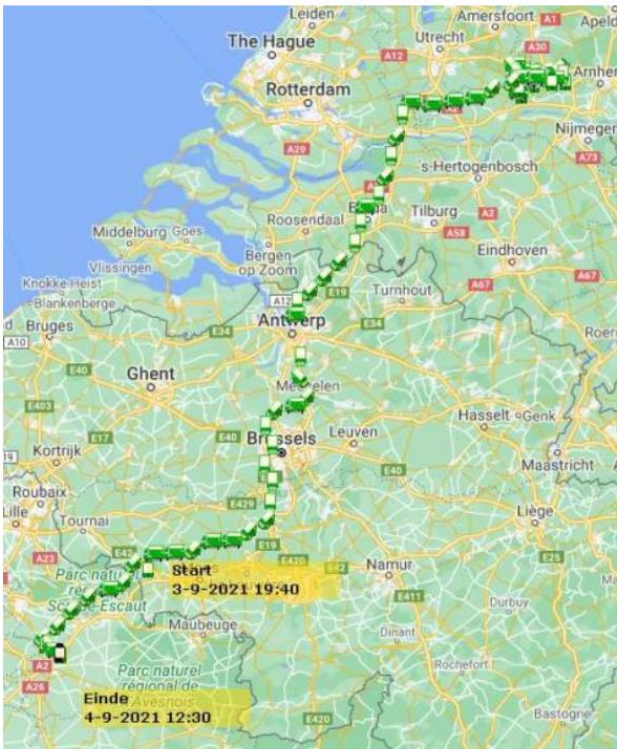 Leiden
Amersfoort
A1
Apeld
The Hague
Utrecht
A12
A30
Arnhe
Rotterdam
Nijmege
A29
's-Hertogenbosch
A73
Tilburg
A2
Middelburg
Goes
Roosendaal
A58
Vlissingen
Bergen
op Zoom
Eindhoven
Knokke-Heist
A67
A67
Blankenberge
A12
E19
Turnhout
Bruges
E34
Antwerp
E34
Roerm
A10
Ghent
E40
Mechelen
E403
Hasselt
Genk
E17
E40
Brussels
Leuven
Kortrijk
E40
Maastricht
19
Roubaix
Lille
E429
Liège
Tournai
A23
E42
E19
E25
E420
Namur
Parc naturel
Start
E42
3-9-2021 19:40
E411
Scarpe-Escaut
Durbuy
Maubeuge
Dinant
A2
Rochefort
A26
Parc naturel
régional de
l'Avesnois
Einde
4-9-2021 12:30
E420
Bastogne